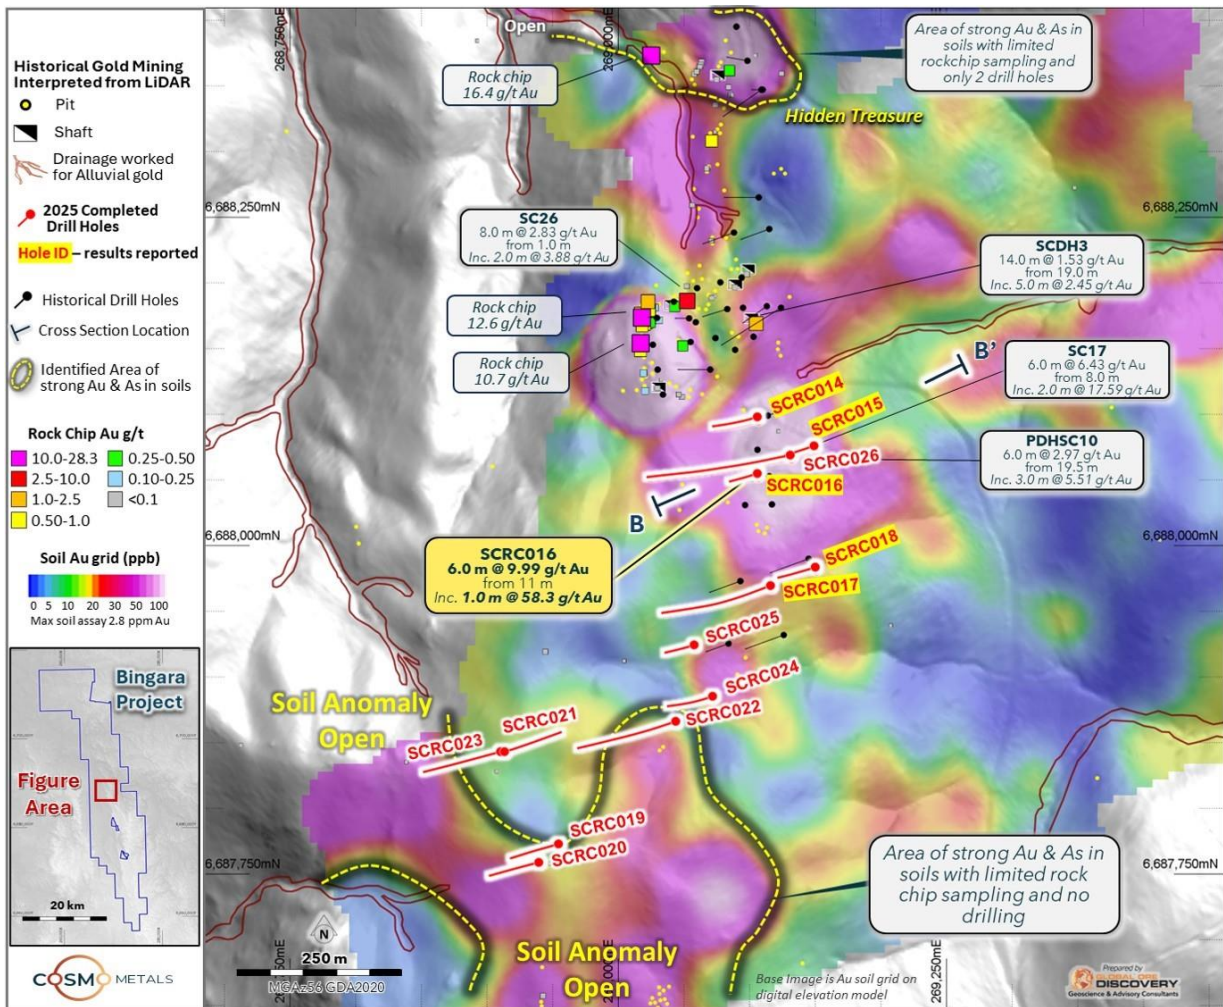 Historical Gold Mining
Interpreted from LiDAR
Pit
Shaft
Drainage worked
for Alluvial gold
2025 Completed
Drill Holes
Hole ID – results reported
Historical Drill Holes
Cross Section Location
Identified Area of
strong Au & As in soils
Rock Chip Au g/t
10.0-28.3
2.5-10.0
1.0-2.5
0.50-1.0
0.25-0.50
0.10-0.25
<0.1
Soil Au grid (ppb)
0 5 10 20 30 50 100
Max soil assay 2.8 ppm Au
Bingara
Project
Figure
Area
20 km
COSMO METALS
268,750mE
Open
269,000mE
Rock chip
16.4 g/t Au
Area of strong Au & As in
soils with limited
rockchip sampling and
only 2 drill holes
Hidden Treasure
6,688,250mN
6,688,250mN
SC26
8.0 m @ 2.83 g/t Au
from 1.0 m
Inc. 2.0 m @ 3.88 g/t Au
SCDH3
14.0 m @ 1.53 g/t Au
from 19.0 m
Inc. 5.0 m @ 2.45 g/t Au
Rock chip
12.6 g/t Au
Rock chip
10.7 g/t Au
B'
SC17
6.0 m @ 6.43 g/t Au
from 8.0 m
Inc. 2.0 m @ 17.59 g/t Au
SCRC014
SCRC015
SCRC026
SCRC016
PDHSC10
6.0 m @ 2.97 g/t Au
from 19.5 m
Inc. 3.0 m @ 5.51 g/t Au
B
6,688,000mN
6,688,000mN
SCRC016
6.0 m @ 9.99 g/t Au
from 11 m
Inc. 1.0 m @ 58.3 g/t Au
SCRC018
SCRC017
SCRC025
SCRC024
SCRC022
Soil Anomaly
Open
SCRC021
SCRC023
SCRC019
SCRC020
6,687,750mN
6,687,750mN
Area of strong Au & As in
soils with limited rock
chip sampling and no
drilling
N
250 m
MGAz56 GDA2020
Soil Anomaly
Open
269,250mE
Base Image is Au soil grid on
digital elevation model
Prepared by
GLOBAL ORE
DISCOVERY
Geoscience & Advisory Consultants